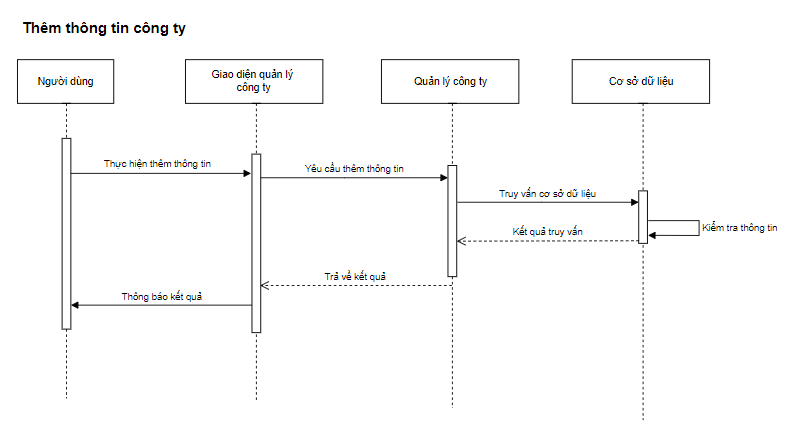 Thêm thông tin công ty
Người dùng
Giao diện quản lý
công ty
Quản lý công ty
Cơ sở dữ liệu
Thực hiện thêm thông tin
Yêu cầu thêm thông tin
Truy vấn cơ sở dữ liệu
Kiểm tra thông tin
Kết quả truy vấn
Trả về kết quả
Thông báo kết quả